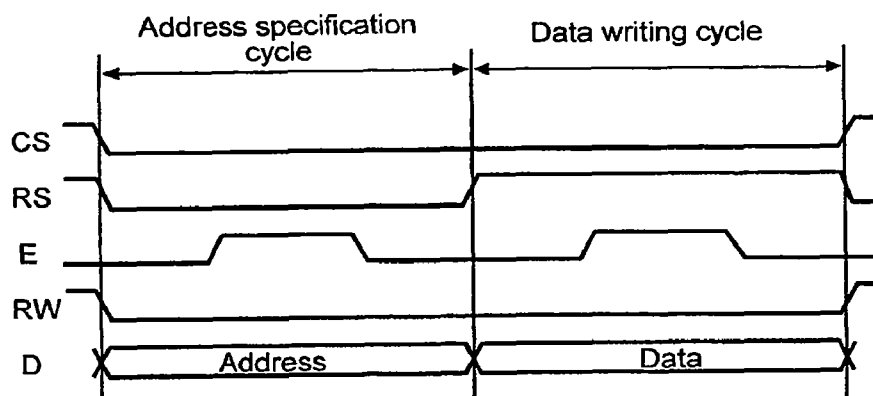 Address specification
cycle
Data writing cycle
CS
RS
E
RW
D
Address
Data